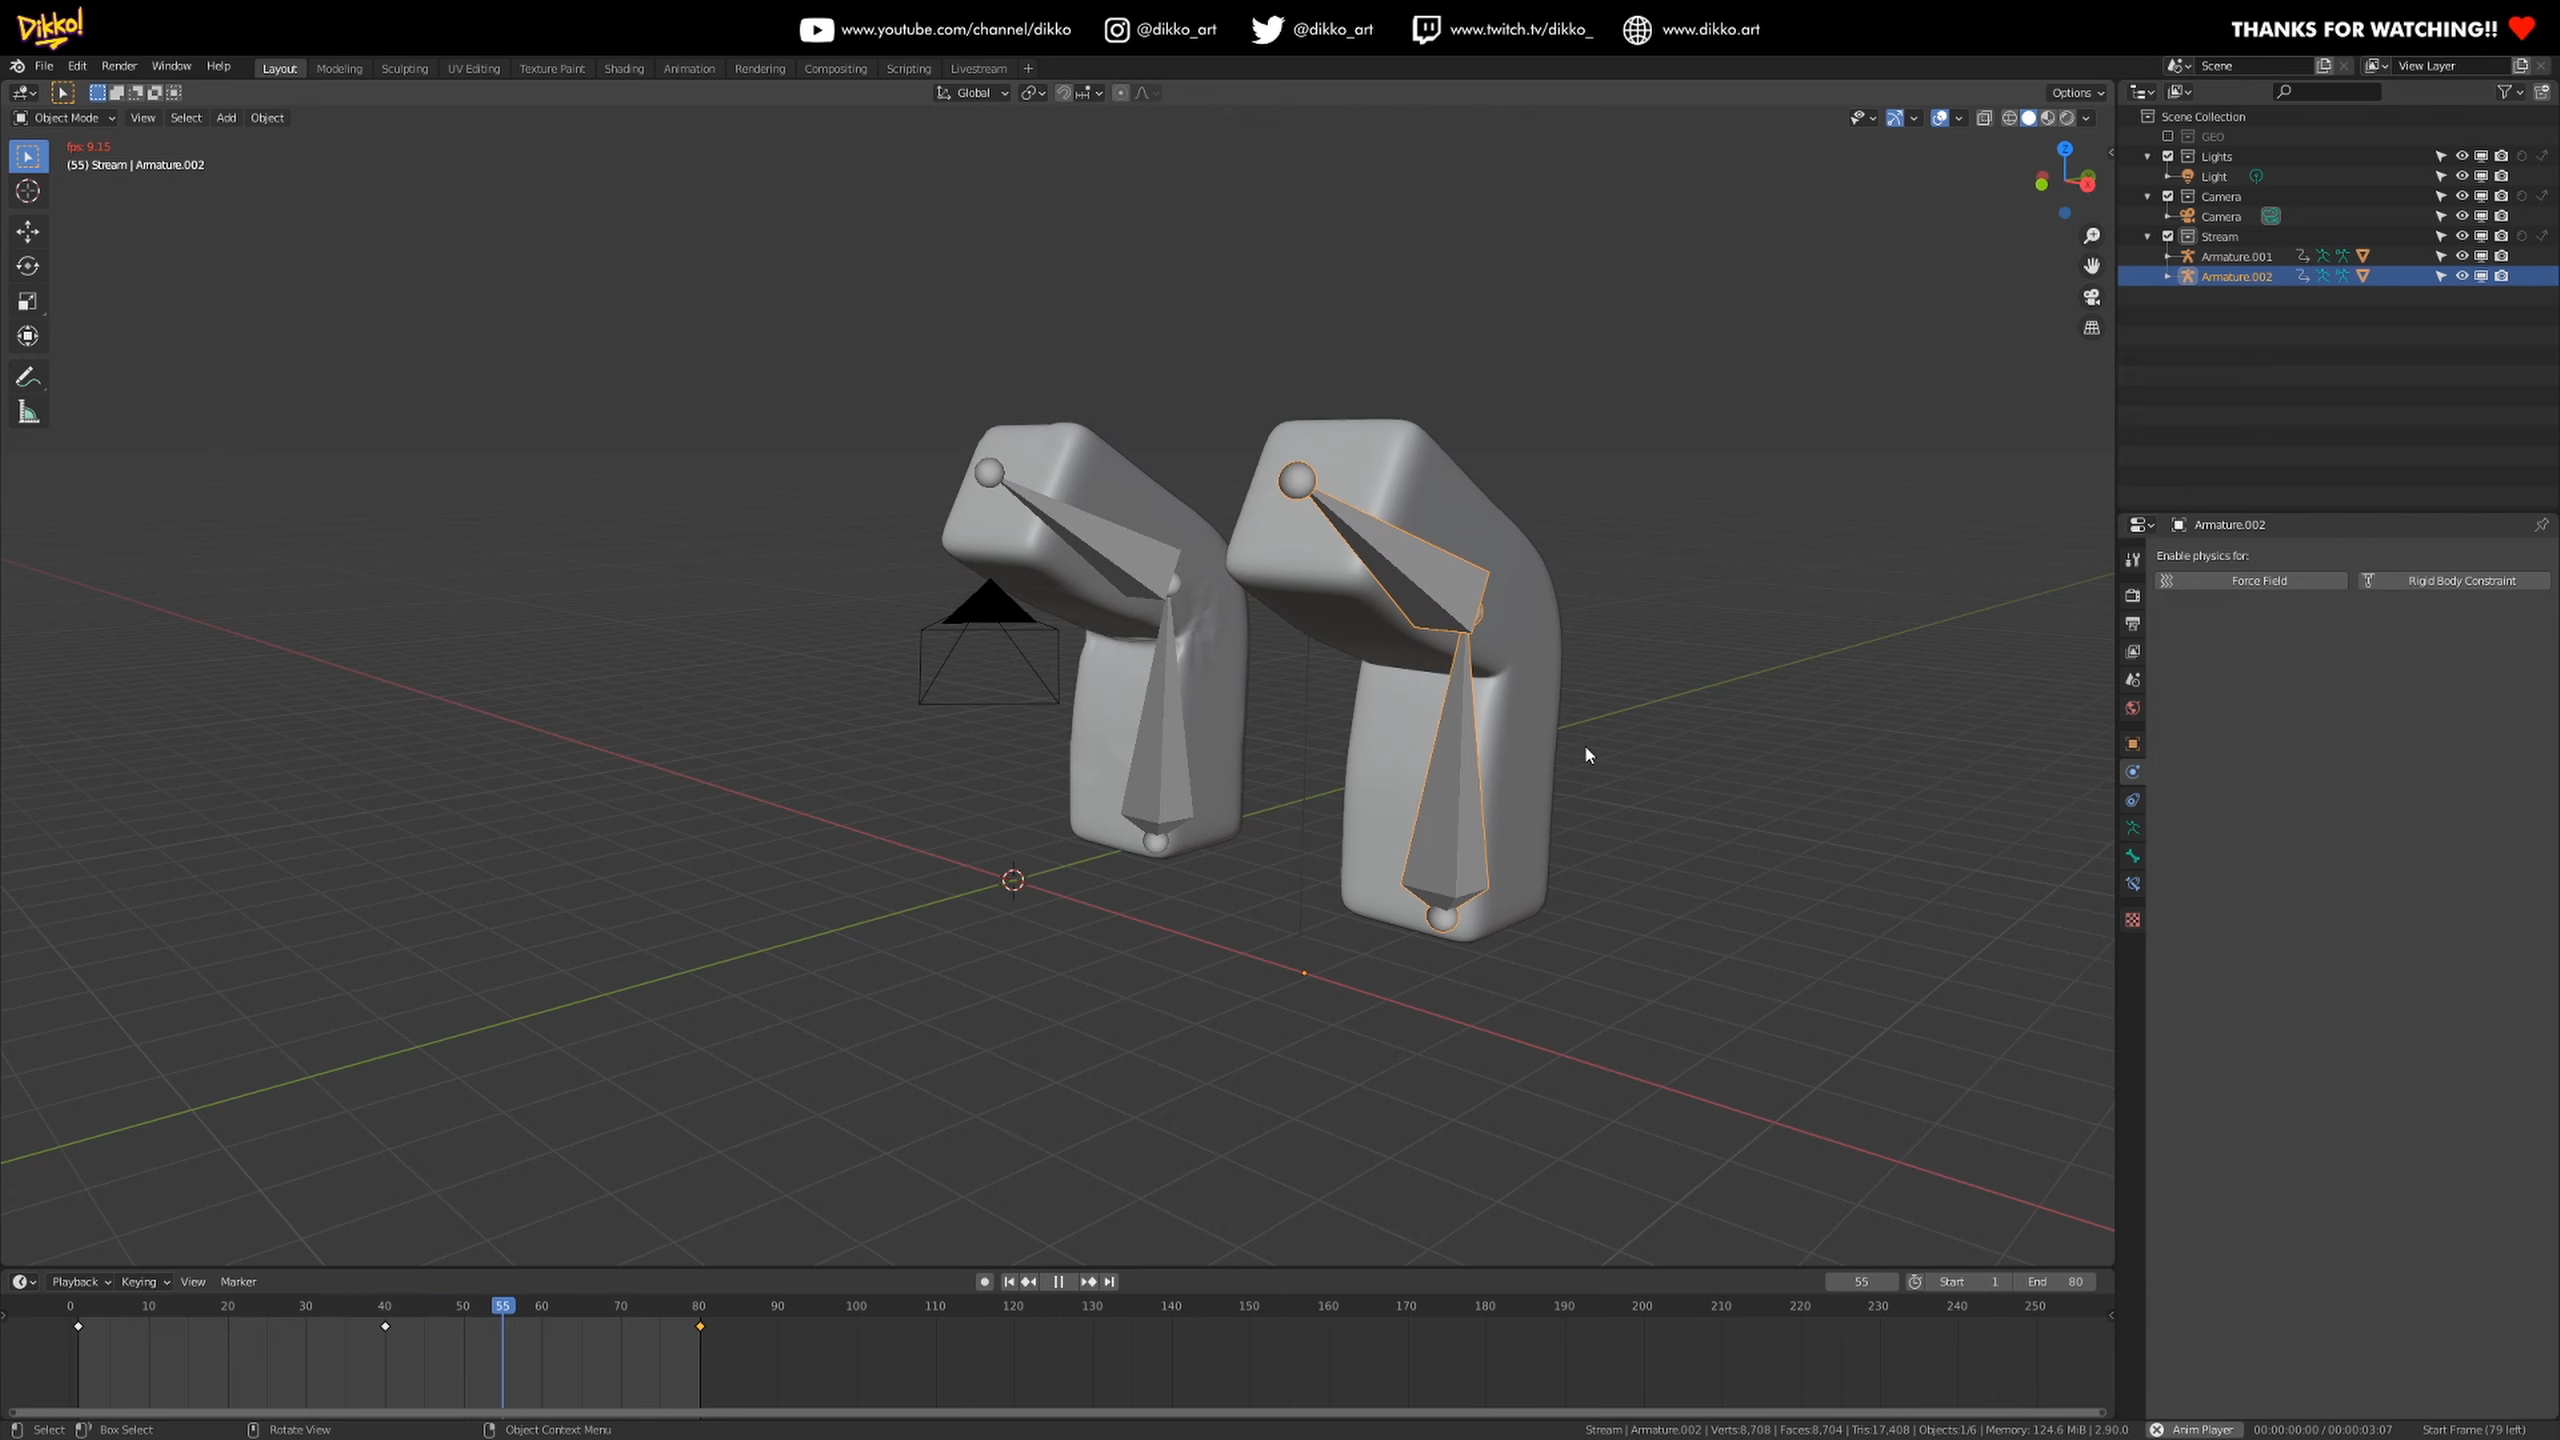 Dikko!
www.youtube.com/channel/dikko @dikko_art @dikko_art www.twitch.tv/dikko_ www.dikko.art THANKS FOR WATCHING!!
File Edit Render Window Help Layout Modeling Sculpting UV Editing Texture Paint Shading Animation Rendering Compositing Scripting Livestream + Scene View Layer
Global Options
Object Mode View Select Add Object
fps: 9.15
(55) Stream | Armature.002
Z
X
Scene Collection
GEO
Lights
Light
Camera
Camera
Stream
Armature.001
Armature.002
Armature.002
Enable physics for:
Force Field Rigid Body Constraint
Playback Keying View Marker 55 Start 1 End 80
0 10 20 30 40 50 55 60 70 80 90 100 110 120 130 140 150 160 170 180 190 200 210 220 230 240 250
Select Box Select Rotate View Object Context Menu Stream | Armature.002 | Verts:8,708 | Faces:8,704 | Tris:17,408 | Objects:1/6 | Memory: 124.6 MiB | 2.90.0 Anim Player 00:00:00:00 / 00:00:03:07 Start Frame (79 left)